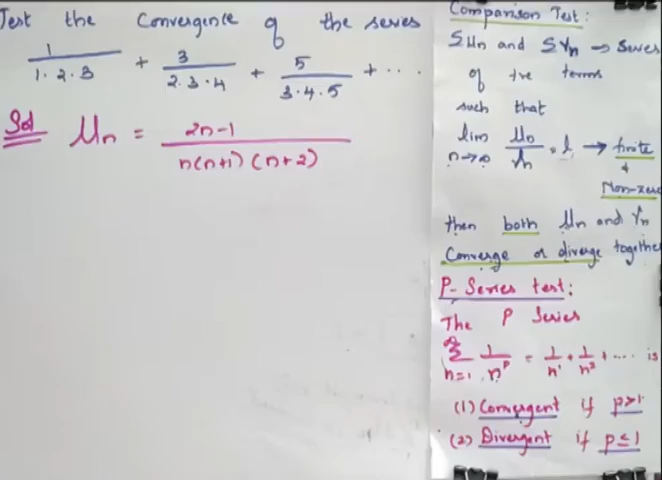 Test the Convergence of the series
1/(1·2·3) + 3/(2·3·4) + 5/(3·4·5) + ...
Sol Un = (2n-1)/(n(n+1)(n+2))
Comparison Test:
ΣUn and ΣVn → Series
of +ve terms
such that
lim n→∞ Un/Vn = l → finite
&
Non-zero
then both Un and Vn
Converge or diverge together
P-Series test:
The P Series
∞ Σ n=1 1/n^p = 1/n^1 + 1/n^2 + .... is
(1) Convergent if p>1
(2) Divergent if p≤1